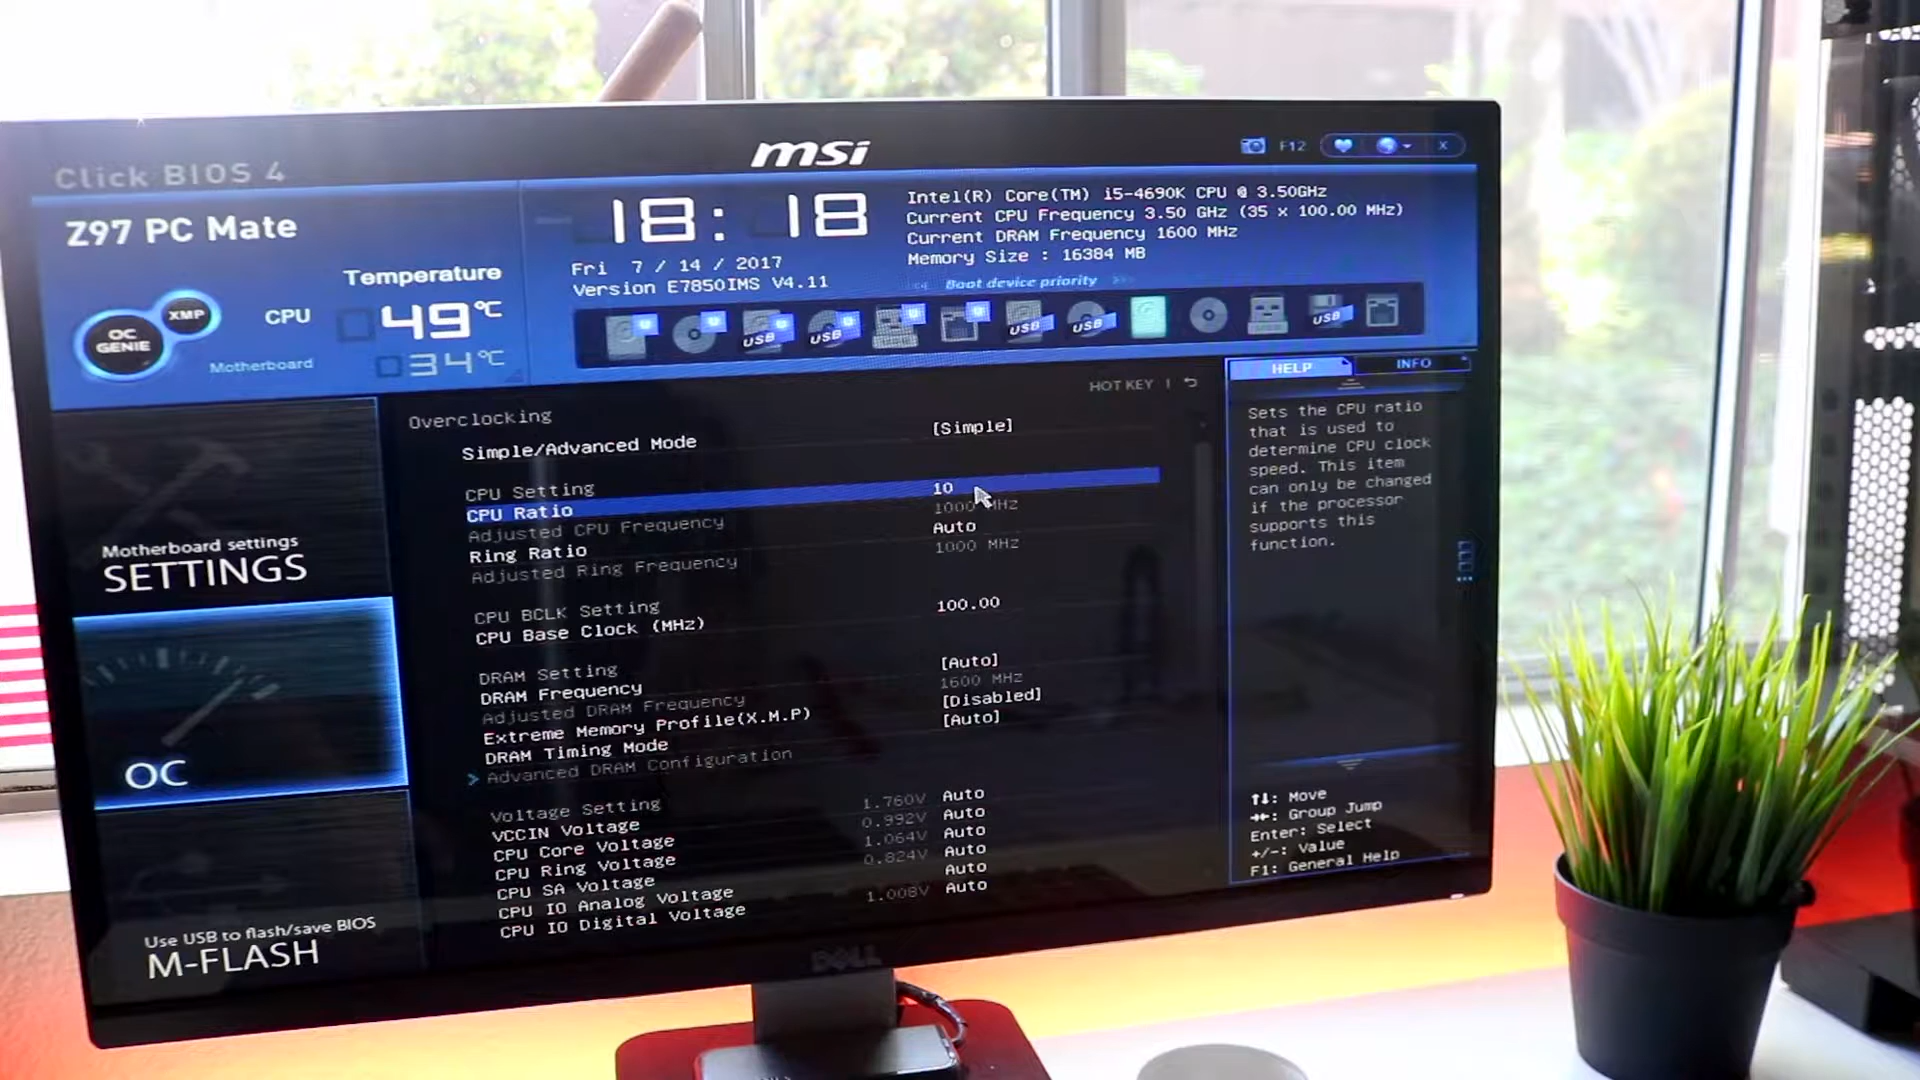 Click BIOS 4
msi
F12
X
Z97 PC Mate
18:18
Fri 7 / 14 / 2017
Version E7850IMS V4.11
Intel(R) Core(TM) i5-4690K CPU @ 3.50GHz
Current CPU Frequency 3.50 GHz (35 x 100.00 MHz)
Current DRAM Frequency 1600 MHz
Memory Size : 16384 MB
Boot device priority
Temperature
OC GENIE
XMP
CPU 49°C
Motherboard 34°C
U U U U U U
USB USB USB USB USB
HOT KEY
HELP
INFO
Motherboard settings
SETTINGS
OC
Use USB to flash/save BIOS
M-FLASH
Overclocking
Simple/Advanced Mode [Simple]
CPU Setting
CPU Ratio 10
Adjusted CPU Frequency 1000 MHz
Ring Ratio Auto
Adjusted Ring Frequency 1000 MHz
CPU BCLK Setting
CPU Base Clock (MHz) 100.00
DRAM Setting
DRAM Frequency [Auto]
Adjusted DRAM Frequency 1600 MHz
Extreme Memory Profile(X.M.P) [Disabled]
DRAM Timing Mode [Auto]
> Advanced DRAM Configuration
Voltage Setting
VCCIN Voltage 1.760V Auto
CPU Core Voltage 0.992V Auto
CPU Ring Voltage 1.064V Auto
CPU SA Voltage 0.824V Auto
CPU IO Analog Voltage Auto
CPU IO Digital Voltage 1.008V Auto
Sets the CPU ratio
that is used to
determine CPU clock
speed. This item
can only be changed
if the processor
supports this
function.
↑↓: Move
→←: Group Jump
Enter: Select
+/-: Value
F1: General Help
DELL